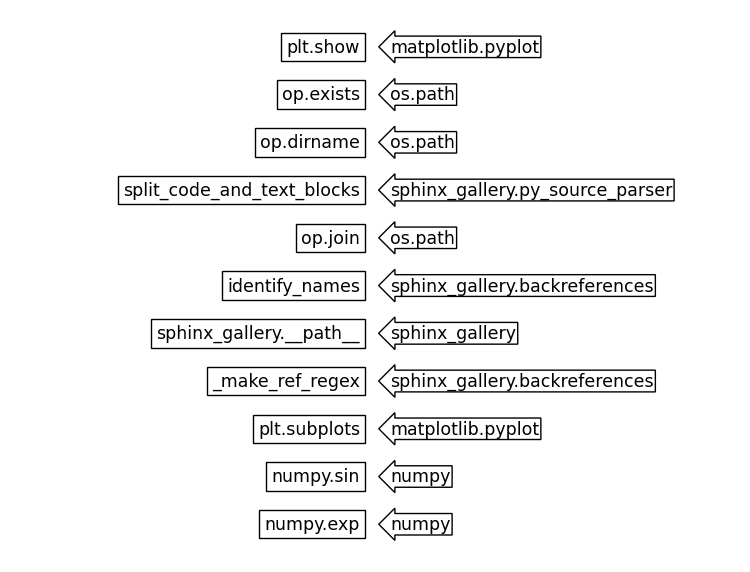 plt.show matplotlib.pyplot
op.exists os.path
op.dirname os.path
split_code_and_text_blocks sphinx_gallery.py_source_parser
op.join os.path
identify_names sphinx_gallery.backreferences
sphinx_gallery.__path__ sphinx_gallery
_make_ref_regex sphinx_gallery.backreferences
plt.subplots matplotlib.pyplot
numpy.sin numpy
numpy.exp numpy